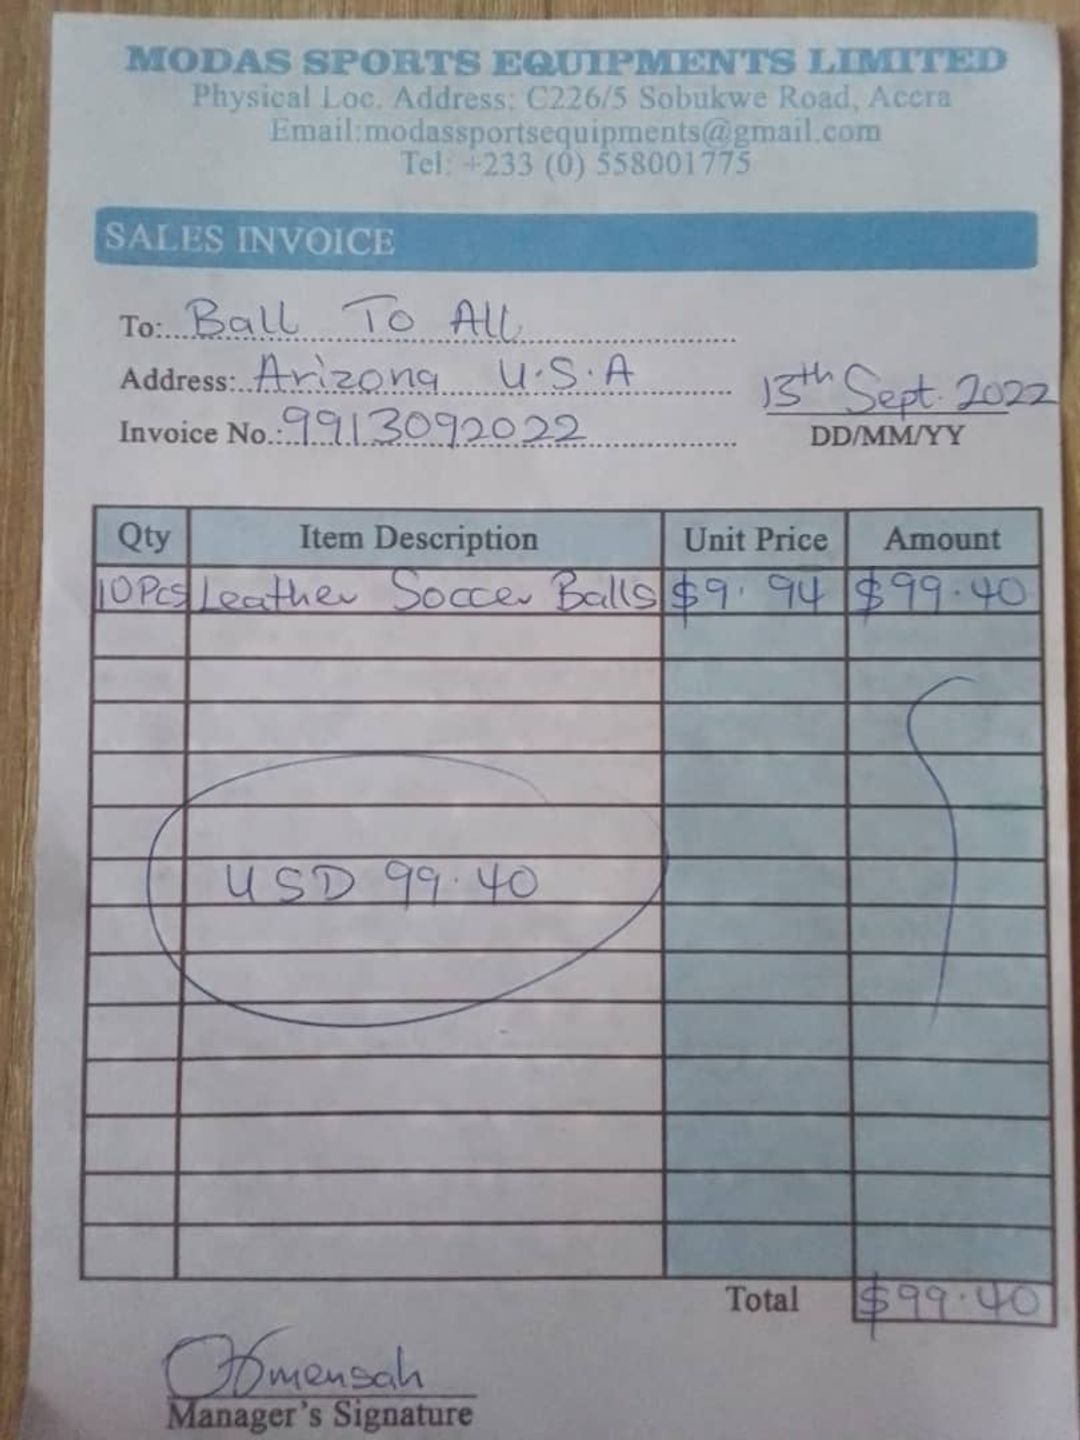 MODAS SPORTS EQUIPMENTS LIMITED
Physical Loc. Address: C226/5 Sobukwe Road, Accra
Email:modassportsequipments@gmail.com
Tel: +233 (0) 558001775
SALES INVOICE
To: Ball To All
Address: Arizona U.S.A
13th Sept. 2022
Invoice No.: 9913092022
DD/MM/YY
Qty Item Description Unit Price Amount
10Pcs Leather Soccer Balls $9.94 $99.40
USD 99.40
Total $99.40
Manager's Signature